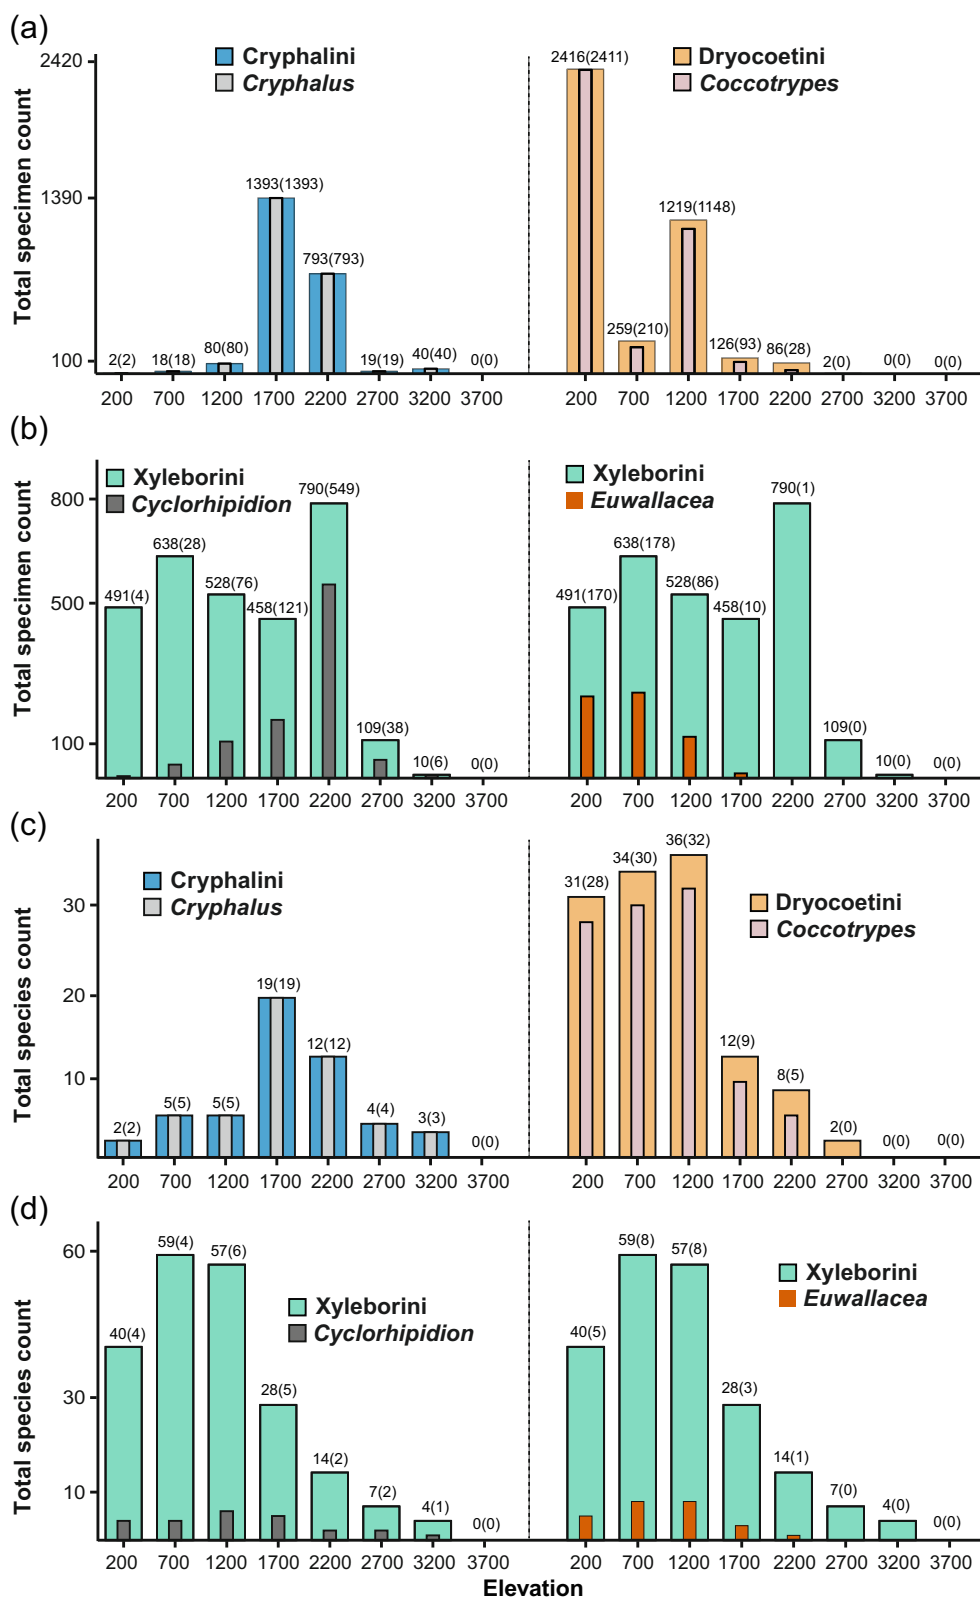 (a)
Total specimen count
2420
1390
100
Cryphalini
Cryphalus
2(2)
18(18)
80(80)
1393(1393)
793(793)
19(19)
40(40)
0(0)
200 700 1200 1700 2200 2700 3200 3700
Dryocoetini
Coccotrypes
2416(2411)
259(210)
1219(1148)
126(93)
86(28)
2(0)
0(0)
0(0)
200 700 1200 1700 2200 2700 3200 3700
(b)
Total specimen count
800
500
100
Xyleborini
Cyclorhipidion
491(4)
638(28)
528(76)
458(121)
790(549)
109(38)
10(6)
0(0)
200 700 1200 1700 2200 2700 3200 3700
Xyleborini
Euwallacea
491(170)
638(178)
528(86)
458(10)
790(1)
109(0)
10(0)
0(0)
200 700 1200 1700 2200 2700 3200 3700
(c)
Total species count
30
20
10
Cryphalini
Cryphalus
2(2)
5(5)
5(5)
19(19)
12(12)
4(4)
3(3)
0(0)
200 700 1200 1700 2200 2700 3200 3700
Dryocoetini
Coccotrypes
31(28)
34(30)
36(32)
12(9)
8(5)
2(0)
0(0)
0(0)
200 700 1200 1700 2200 2700 3200 3700
(d)
Total species count
60
30
10
Xyleborini
Cyclorhipidion
40(4)
59(4)
57(6)
28(5)
14(2)
7(2)
4(1)
0(0)
200 700 1200 1700 2200 2700 3200 3700
Xyleborini
Euwallacea
40(5)
59(8)
57(8)
28(3)
14(1)
7(0)
4(0)
0(0)
200 700 1200 1700 2200 2700 3200 3700
Elevation